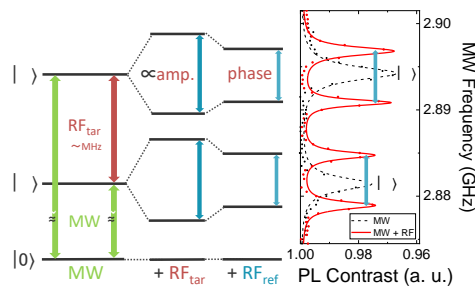 | ⟩
∝amp.
phase
RF_tar
~MHz
| ⟩
MW
≈ ≈
|0⟩
MW
+ RF_tar
+ RF_ref
2.90
2.89
2.88
MW Frequency (GHz)
| ⟩
| ⟩
MW
MW + RF
1.00 0.98 0.96
PL Contrast (a. u.)